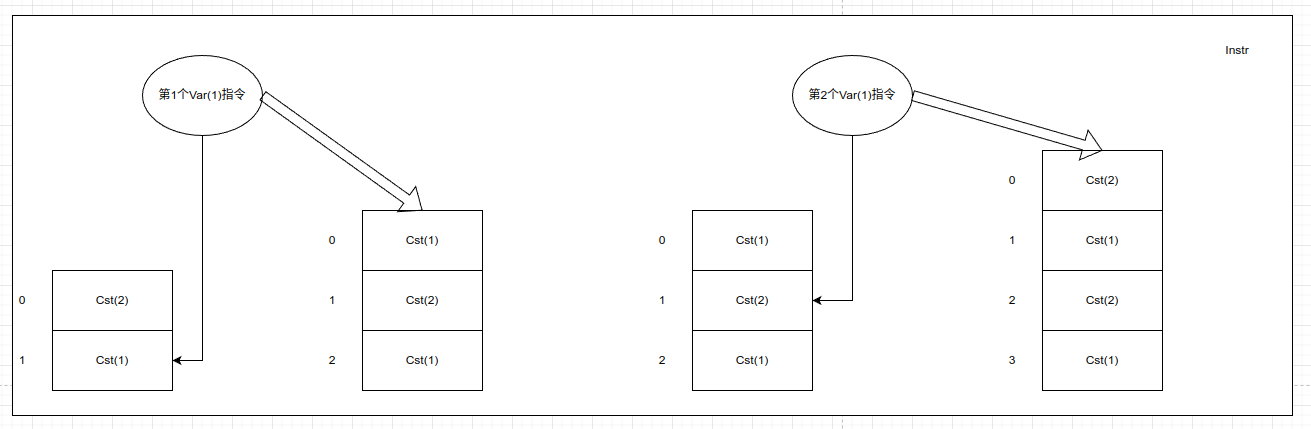 Instr
第1个Var(1)指令
第2个Var(1)指令
0
Cst(2)
1
Cst(1)
0
Cst(1)
1
Cst(2)
2
Cst(1)
0
Cst(1)
1
Cst(2)
2
Cst(1)
0
Cst(2)
1
Cst(1)
2
Cst(2)
3
Cst(1)